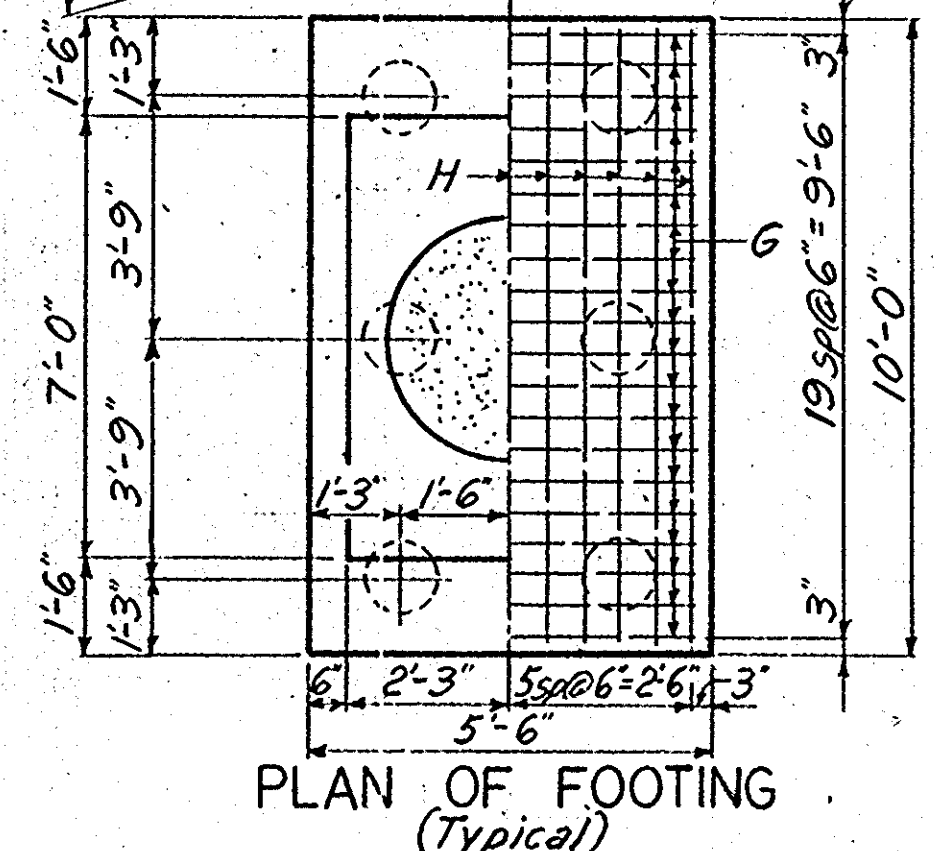 1'-6"
1'-3"
3"
H
3'-9"
G
7'-0"
19 sp@6"=9'-6"
10'-0"
3'-9"
1'-3"
1'-6"
1'-6"
1'-3"
3"
6"
2'-3"
5sp@6"=2'6"
3"
5'-6"
PLAN OF FOOTING
(Typical)